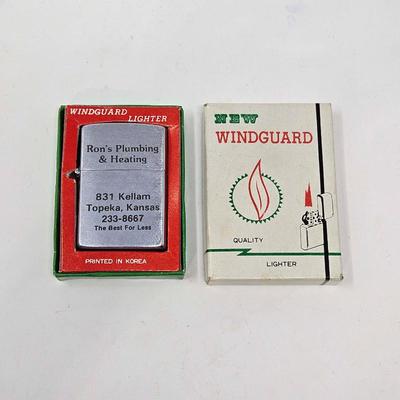 WINDGUARD
LIGHTER
Ron's Plumbing
& Heating
831 Kellam
Topeka, Kansas
233-8667
The Best For Less
PRINTED IN KOREA
NEW
WINDGUARD
QUALITY
LIGHTER